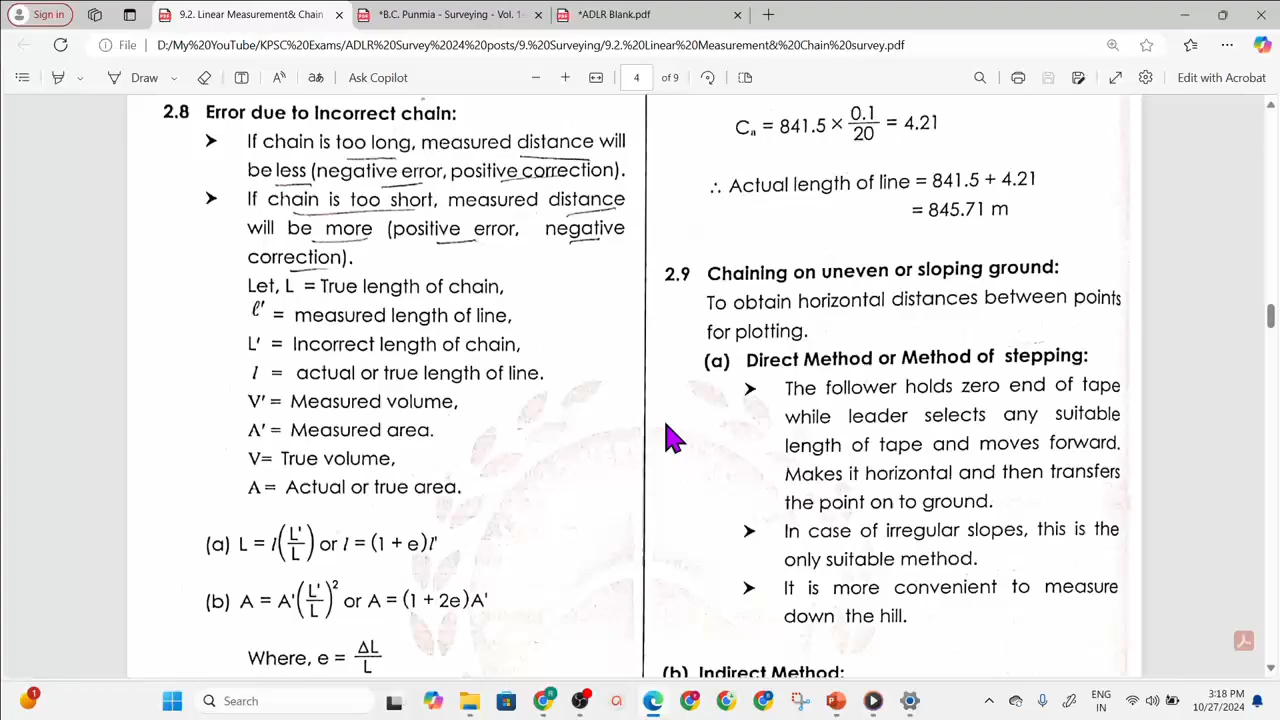 Sign in
9.2. Linear Measurement& Chain
*B.C. Punmia - Surveying - Vol. 1-
*ADLR Blank.pdf
File
D:/My%20YouTube/KPSC%20Exams/ADLR%20Survey%202024%20posts/9.%20Surveying/9.2.%20Linear%20Measurement&%20Chain%20survey.pdf
Draw
Ask Copilot
4
of 9
Edit with Acrobat
2.8 Error due to incorrect chain:
➤ If chain is too long, measured distance will
be less (negative error, positive correction).
➤ If chain is too short, measured distance
will be more (positive error, negative
correction).
Let, L = True length of chain,
ℓ' = measured length of line,
L' = Incorrect length of chain,
l = actual or true length of line.
V' = Measured volume,
A' = Measured area.
V= True volume,
A = Actual or true area.
(a) L = l(L'/L) or l = (1 + e)l'
(b) A = A'(L'/L)² or A = (1 + 2e)A'
Where, e = ΔL/L
Cₐ = 841.5 × 0.1/20 = 4.21
∴ Actual length of line = 841.5 + 4.21
= 845.71 m
2.9 Chaining on uneven or sloping ground:
To obtain horizontal distances between points
for plotting.
(a) Direct Method or Method of stepping:
➤ The follower holds zero end of tape
while leader selects any suitable
length of tape and moves forward.
Makes it horizontal and then transfers
the point on to ground.
➤ In case of irregular slopes, this is the
only suitable method.
➤ It is more convenient to measure
down the hill.
(b) Indirect Method:
1
Search
ENG
IN
3:18 PM
10/27/2024